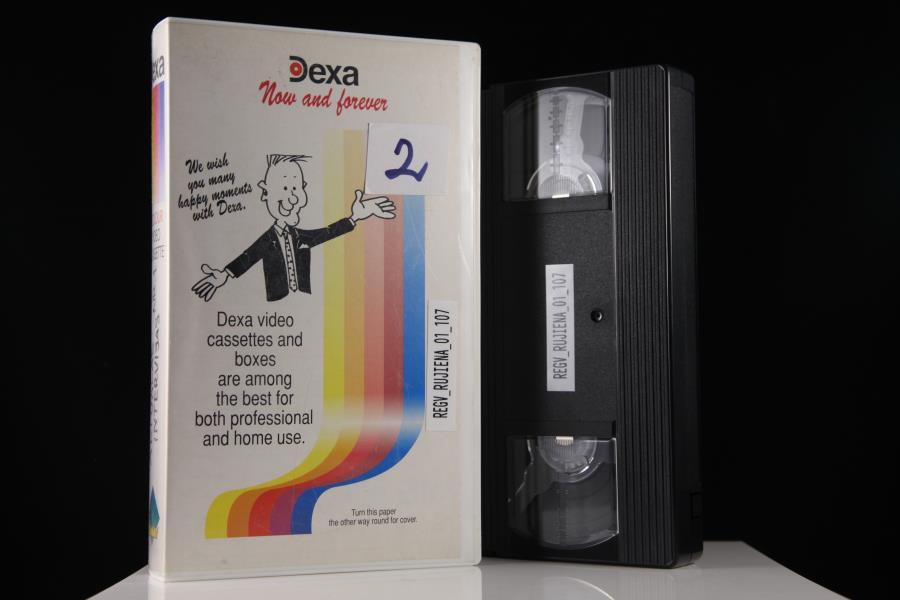 Dexa
Now and forever
2
We wish
you many
happy moments
with Dexa.
Dexa video
cassettes and
boxes
are among
the best for
both professional
and home use.
Turn this paper
the other way round for cover.
REGV_RUJIENA_01_107
REGV_RUJIENA_01_107